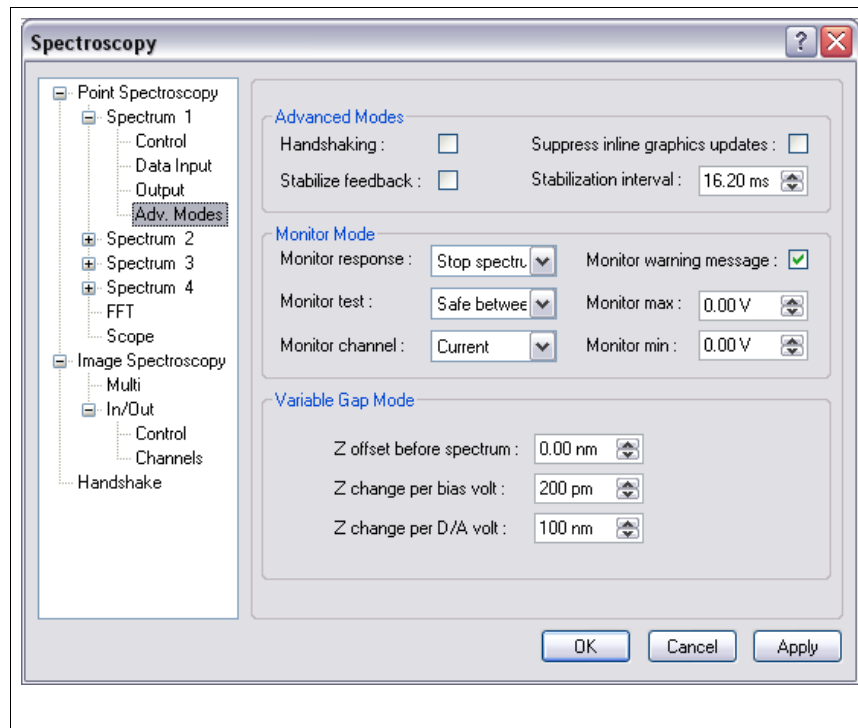 Spectroscopy
Point Spectroscopy
Spectrum 1
Control
Data Input
Output
Adv. Modes
Spectrum 2
Spectrum 3
Spectrum 4
FFT
Scope
Image Spectroscopy
Multi
In/Out
Control
Channels
Handshake
Advanced Modes
Handshaking : Suppress inline graphics updates :
Stabilize feedback : Stabilization interval : 16.20 ms
Monitor Mode
Monitor response : Stop spectru Monitor warning message :
Monitor test : Safe betwee Monitor max : 0.00 V
Monitor channel : Current Monitor min : 0.00 V
Variable Gap Mode
Z offset before spectrum : 0.00 nm
Z change per bias volt : 200 pm
Z change per D/A volt : 100 nm
OK Cancel Apply